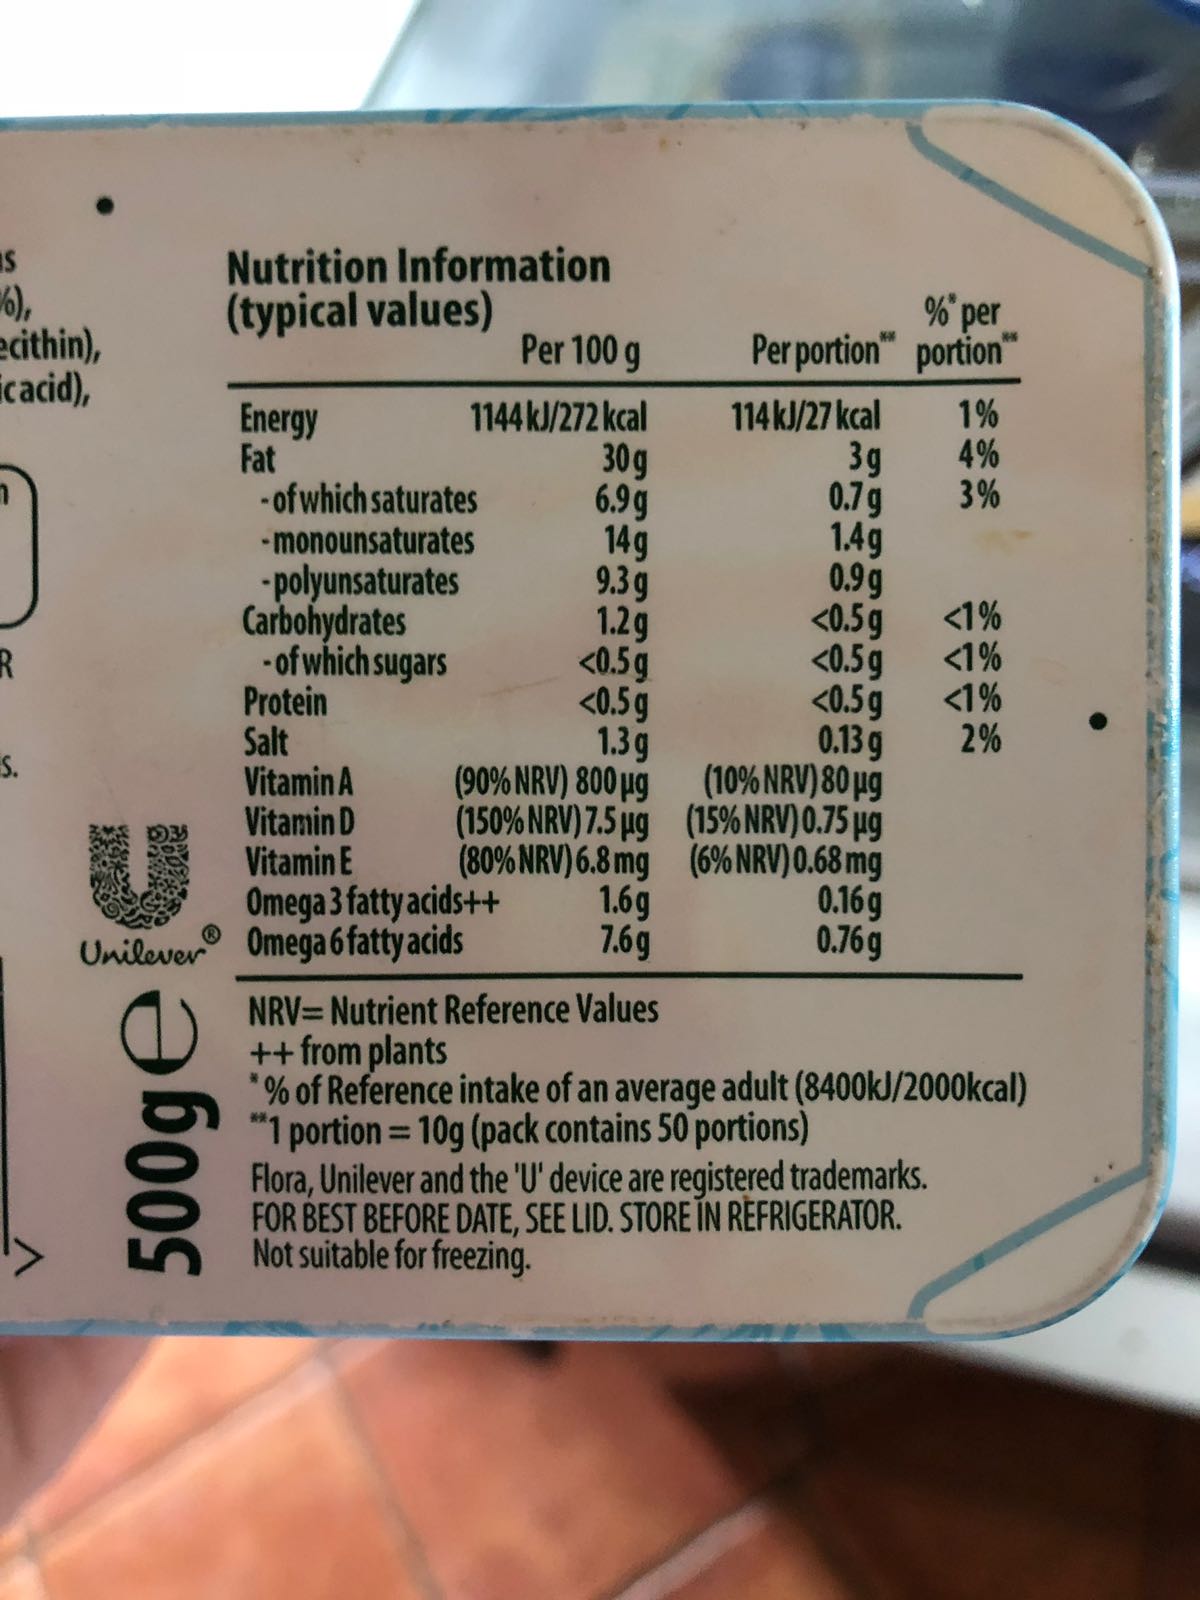 ecithin),
Nutrition Information
(typical values)
Per 100 g Per portion** %* per portion**
Energy 1144 kJ/272 kcal 114 kJ/27 kcal 1%
Fat 30 g 3 g 4%
- of which saturates 6.9 g 0.7 g 3%
- monounsaturates 14 g 1.4 g
- polyunsaturates 9.3 g 0.9 g
Carbohydrates 1.2 g <0.5 g <1%
- of which sugars <0.5 g <0.5 g <1%
Protein <0.5 g <0.5 g <1%
Salt 1.3 g 0.13 g 2%
Vitamin A (90% NRV) 800 µg (10% NRV) 80 µg
Vitamin D (150% NRV) 7.5 µg (15% NRV) 0.75 µg
Vitamin E (80% NRV) 6.8 mg (6% NRV) 0.68 mg
Omega 3 fatty acids++ 1.6 g 0.16 g
Omega 6 fatty acids 7.6 g 0.76 g
NRV= Nutrient Reference Values
++ from plants
*% of Reference intake of an average adult (8400kJ/2000kcal)
**1 portion = 10g (pack contains 50 portions)
Flora, Unilever and the 'U' device are registered trademarks.
FOR BEST BEFORE DATE, SEE LID. STORE IN REFRIGERATOR.
Not suitable for freezing.
ic acid),
Unilever®
500g e